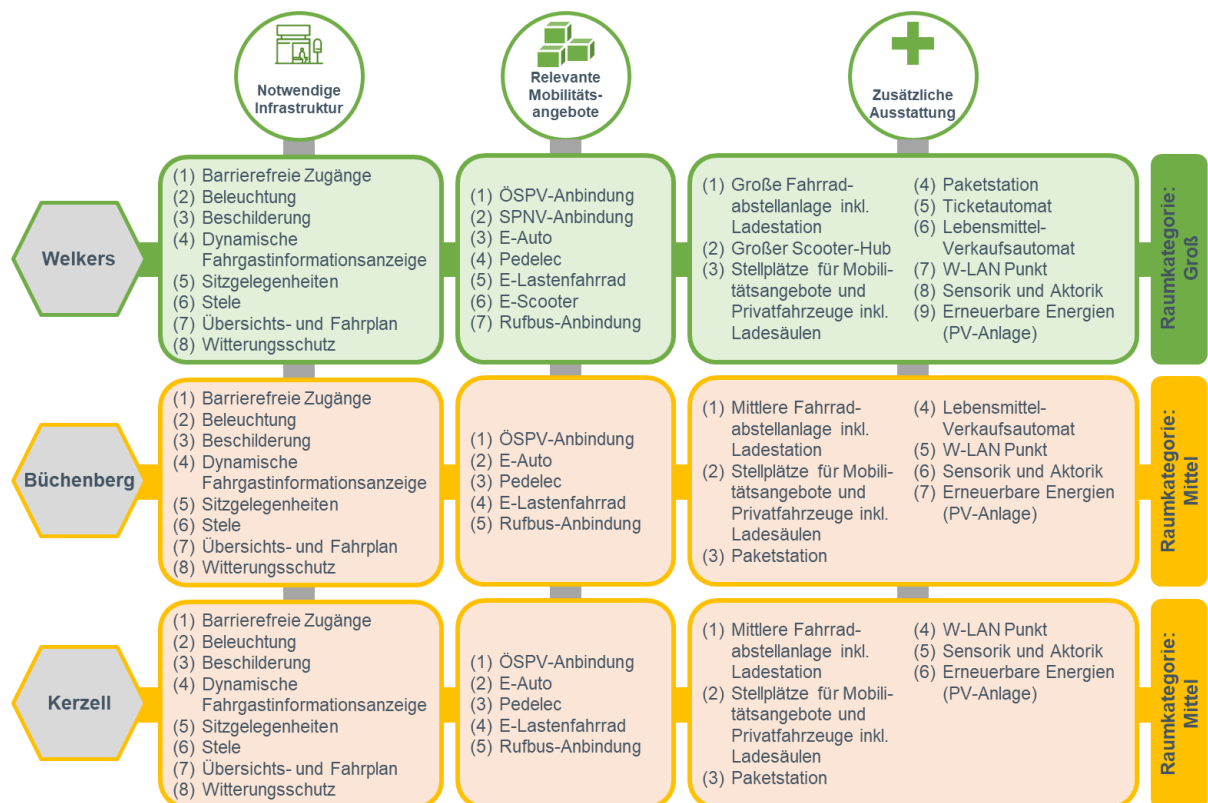 Notwendige
Infrastruktur
Relevante
Mobilitäts-
angebote
Zusätzliche
Ausstattung
Welkers
(1) Barrierefreie Zugänge
(2) Beleuchtung
(3) Beschilderung
(4) Dynamische
Fahrgastinformationsanzeige
(5) Sitzgelegenheiten
(6) Stele
(7) Übersichts- und Fahrplan
(8) Witterungsschutz
(1) ÖSPV-Anbindung
(2) SPNV-Anbindung
(3) E-Auto
(4) Pedelec
(5) E-Lastenfahrrad
(6) E-Scooter
(7) Rufbus-Anbindung
(1) Große Fahrrad-
abstellanlage inkl.
Ladestation
(2) Großer Scooter-Hub
(3) Stellplätze für Mobili-
tätsangebote und
Privatfahrzeuge inkl.
Ladesäulen
(4) Paketstation
(5) Ticketautomat
(6) Lebensmittel-
Verkaufsautomat
(7) W-LAN Punkt
(8) Sensorik und Aktorik
(9) Erneuerbare Energien
(PV-Anlage)
Raumkategorie:
Groß
Büchenberg
(1) Barrierefreie Zugänge
(2) Beleuchtung
(3) Beschilderung
(4) Dynamische
Fahrgastinformationsanzeige
(5) Sitzgelegenheiten
(6) Stele
(7) Übersichts- und Fahrplan
(8) Witterungsschutz
(1) ÖSPV-Anbindung
(2) E-Auto
(3) Pedelec
(4) E-Lastenfahrrad
(5) Rufbus-Anbindung
(1) Mittlere Fahrrad-
abstellanlage inkl.
Ladestation
(2) Stellplätze für Mobili-
tätsangebote und
Privatfahrzeuge inkl.
Ladesäulen
(3) Paketstation
(4) Lebensmittel-
Verkaufsautomat
(5) W-LAN Punkt
(6) Sensorik und Aktorik
(7) Erneuerbare Energien
(PV-Anlage)
Raumkategorie:
Mittel
Kerzell
(1) Barrierefreie Zugänge
(2) Beleuchtung
(3) Beschilderung
(4) Dynamische
Fahrgastinformationsanzeige
(5) Sitzgelegenheiten
(6) Stele
(7) Übersichts- und Fahrplan
(8) Witterungsschutz
(1) ÖSPV-Anbindung
(2) E-Auto
(3) Pedelec
(4) E-Lastenfahrrad
(5) Rufbus-Anbindung
(1) Mittlere Fahrrad-
abstellanlage inkl.
Ladestation
(2) Stellplätze für Mobili-
tätsangebote und
Privatfahrzeuge inkl.
Ladesäulen
(3) Paketstation
(4) W-LAN Punkt
(5) Sensorik und Aktorik
(6) Erneuerbare Energien
(PV-Anlage)
Raumkategorie:
Mittel